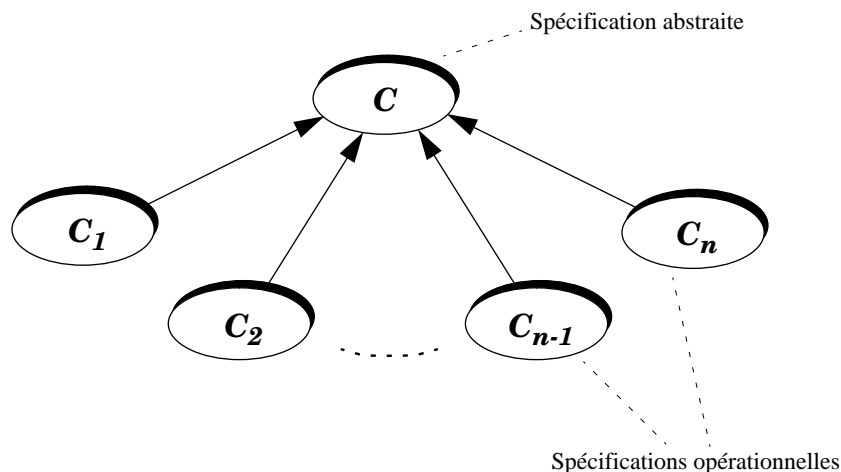 Spécification abstraite
C
C1
Cn
C2
Cn-1
Spécifications opérationnelles